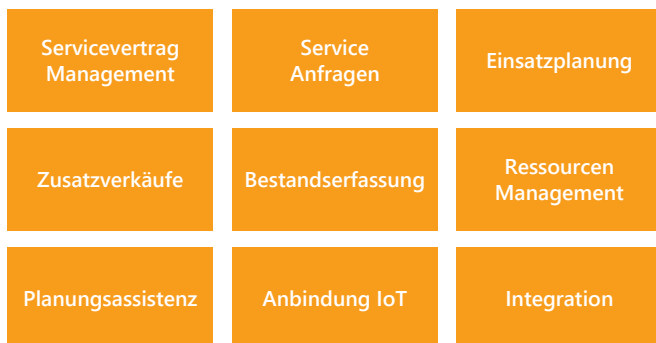 Servicevertrag
Management
Service
Anfragen
Einsatzplanung
Zusatzverkäufe
Bestandserfassung
Ressourcen
Management
Planungsassistenz
Anbindung IoT
Integration